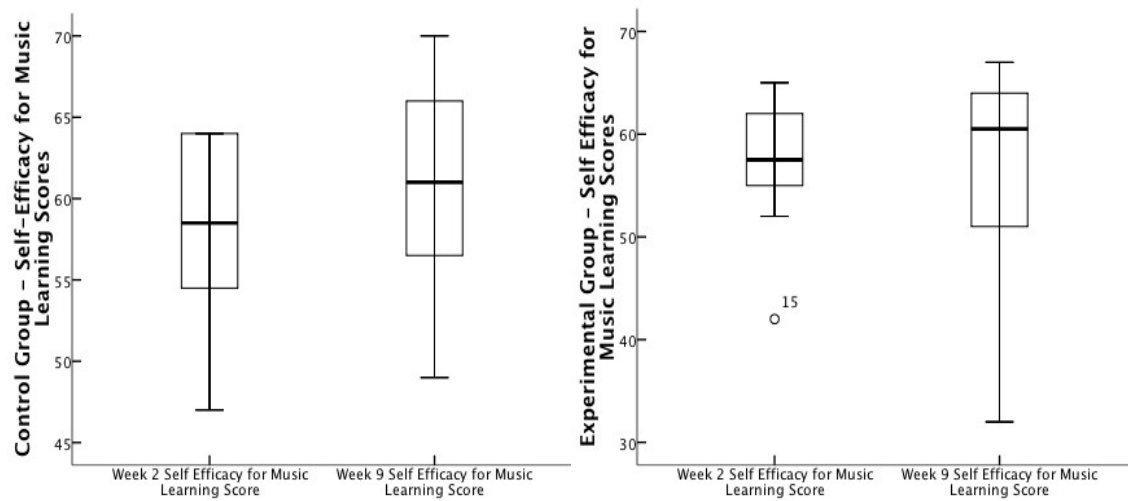 Control Group - Self-Efficacy for Music
Learning Scores
70
65
60
55
50
45
Week 2 Self Efficacy for Music
Learning Score
Week 9 Self Efficacy for Music
Learning Score
Experimental Group - Self Efficacy for
Music Learning Scores
70
60
50
40
30
15
Week 2 Self Efficacy for Music
Learning Score
Week 9 Self Efficacy for Music
Learning Score